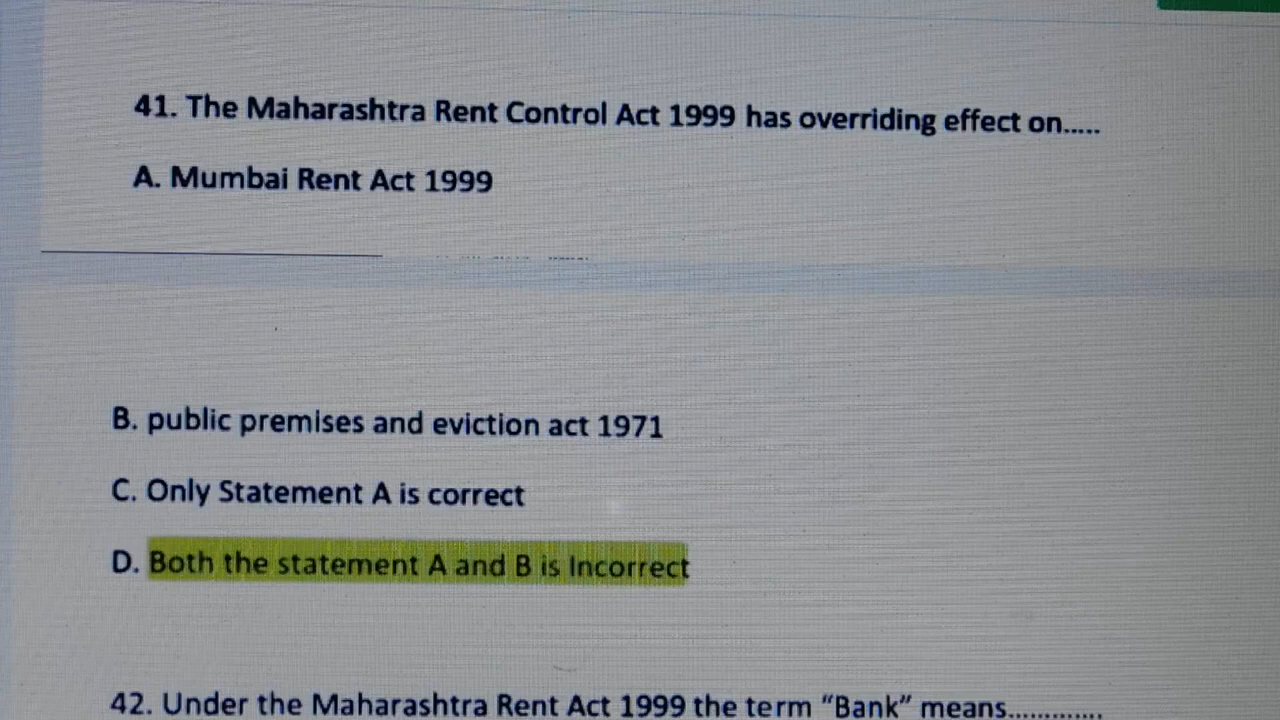 41. The Maharashtra Rent Control Act 1999 has overriding effect on.....
A. Mumbai Rent Act 1999
B. public premises and eviction act 1971
C. Only Statement A is correct
D. Both the statement A and B is Incorrect
42. Under the Maharashtra Rent Act 1999 the term “Bank” means.............